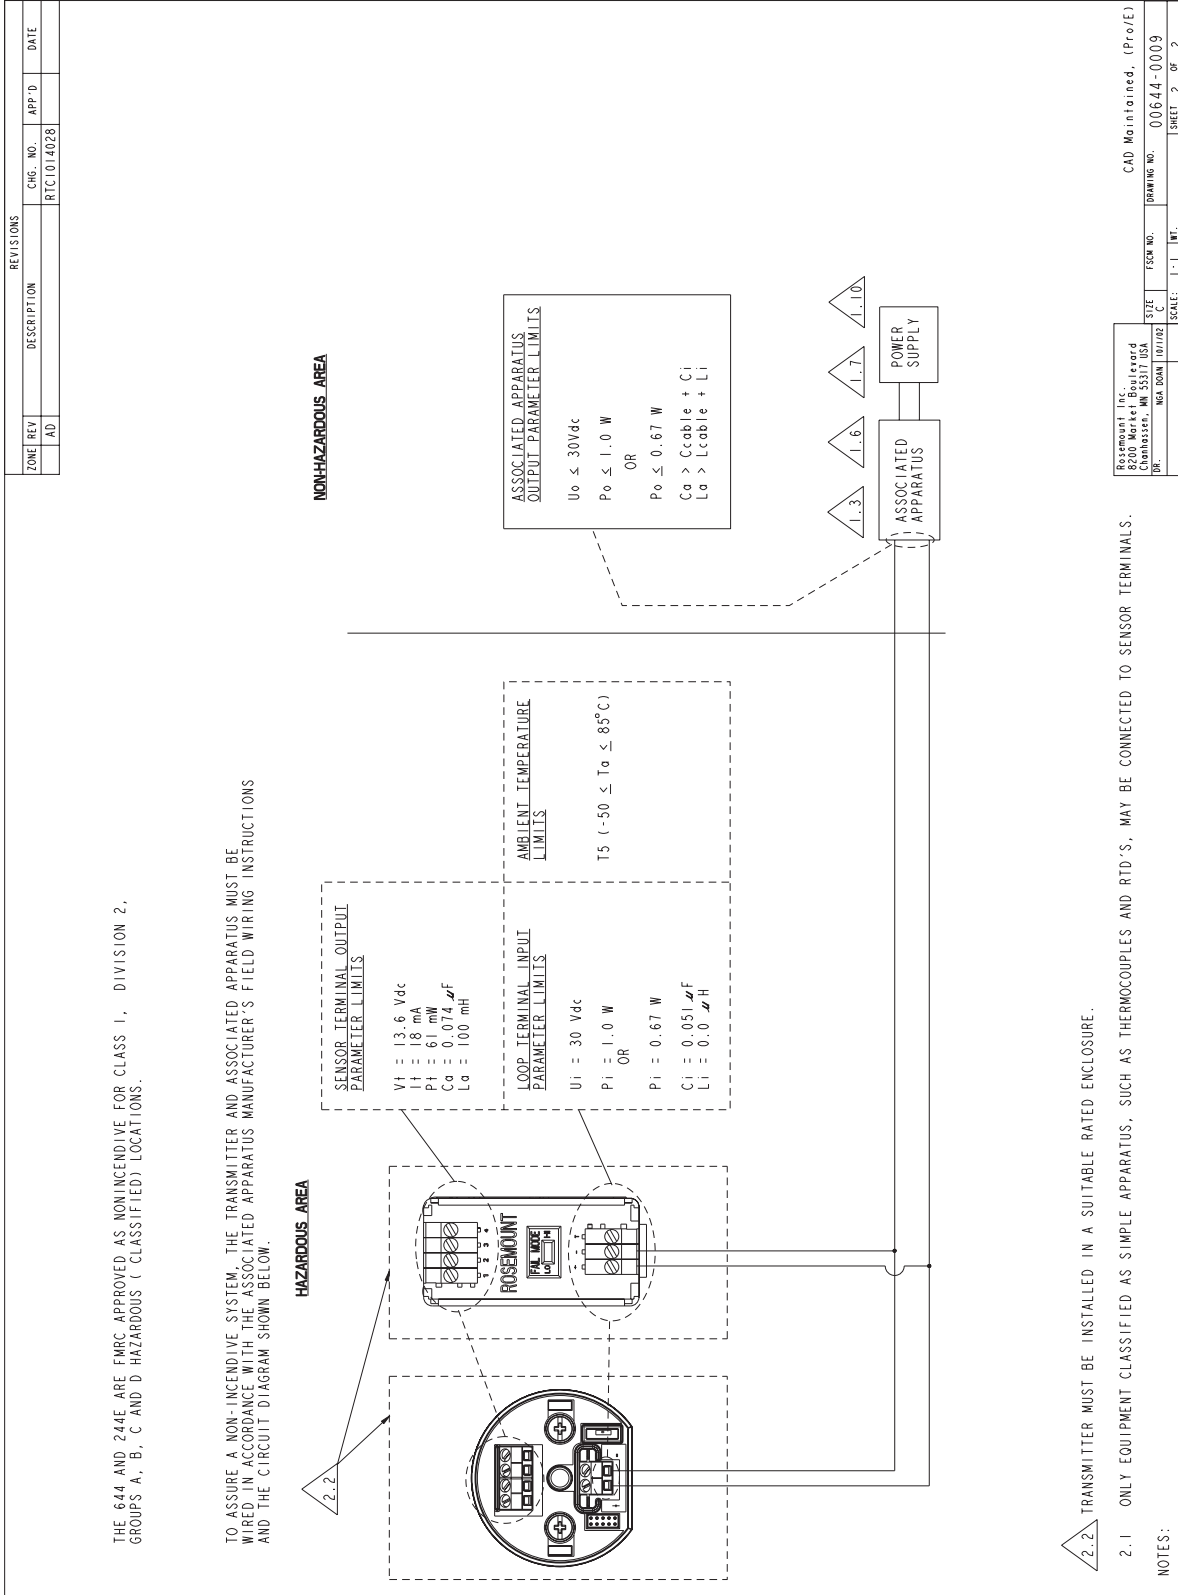 REVISIONS
ZONE REV DESCRIPTION CHG. NO. APP'D DATE
AD RTC1014028
THE 644 AND 244E ARE FMRC APPROVED AS NONINCENDIVE FOR CLASS I, DIVISION 2,
GROUPS A, B, C AND D HAZARDOUS ( CLASSIFIED) LOCATIONS.
TO ASSURE A NON-INCENDIVE SYSTEM, THE TRANSMITTER AND ASSOCIATED APPARATUS MUST BE
WIRED IN ACCORDANCE WITH THE ASSOCIATED APPARATUS MANUFACTURER'S FIELD WIRING INSTRUCTIONS
AND THE CIRCUIT DIAGRAM SHOWN BELOW.
HAZARDOUS AREA
NON-HAZARDOUS AREA
2.2
SENSOR TERMINAL OUTPUT
PARAMETER LIMITS
Vt = 13.6 Vdc
It = 18 mA
Pt = 61 mW
Ca = 0.074 µF
La = 100 mH
LOOP TERMINAL INPUT
PARAMETER LIMITS
Ui = 30 Vdc
Pi = 1.0 W
OR
Pi = 0.67 W
Ci = 0.051 µF
Li = 0.0 µH
AMBIENT TEMPERATURE
LIMITS
T5 (-50 ≤ Ta ≤ 85°C)
ASSOCIATED APPARATUS
OUTPUT PARAMETER LIMITS
Uo ≤ 30Vdc
Po ≤ 1.0 W
OR
Po ≤ 0.67 W
Ca > Ccable + Ci
La > Lcable + Li
1 2 3 4
ROSEMOUNT
FAIL MODE
LO HI
+ - T
+ -
1.3
1.6
1.7
1.10
ASSOCIATED
APPARATUS
POWER
SUPPLY
2.2 TRANSMITTER MUST BE INSTALLED IN A SUITABLE RATED ENCLOSURE.
2.1 ONLY EQUIPMENT CLASSIFIED AS SIMPLE APPARATUS, SUCH AS THERMOCOUPLES AND RTD'S, MAY BE CONNECTED TO SENSOR TERMINALS.
NOTES:
CAD Maintained, (Pro/E)
Rosemount Inc.
8200 Market Boulevard
Chanhassen, MN 55317 USA
DR. NGA DOAN 10/1/02
SIZE C FSCM NO. DRAWING NO. 00644-0009
SCALE: 1-1 WT. SHEET 2 OF 2